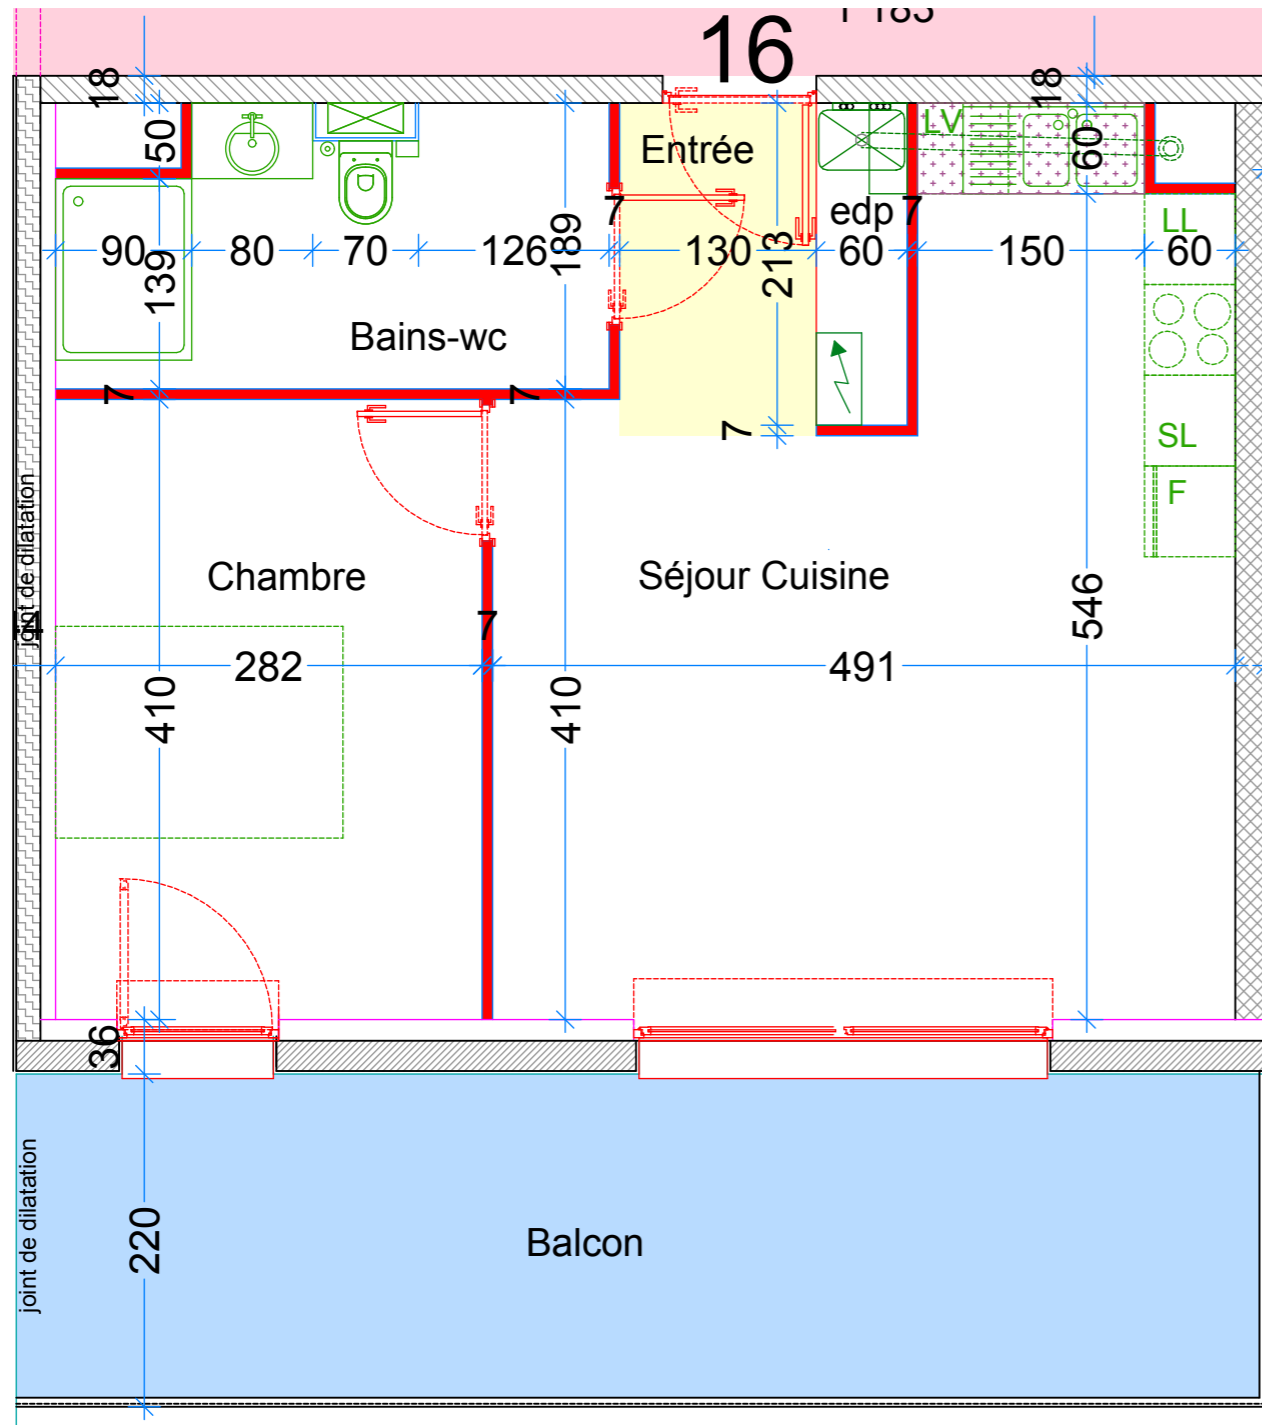 16
18
18
50
Entrée
LV
60
7
edp
7
LL
90
80
70
126
189
130
213
60
150
60
139
Bains-wc
7
7
7
SL
F
joint de dilatation
Chambre
Séjour Cuisine
546
7
282
491
410
410
36
joint de dilatation
220
Balcon